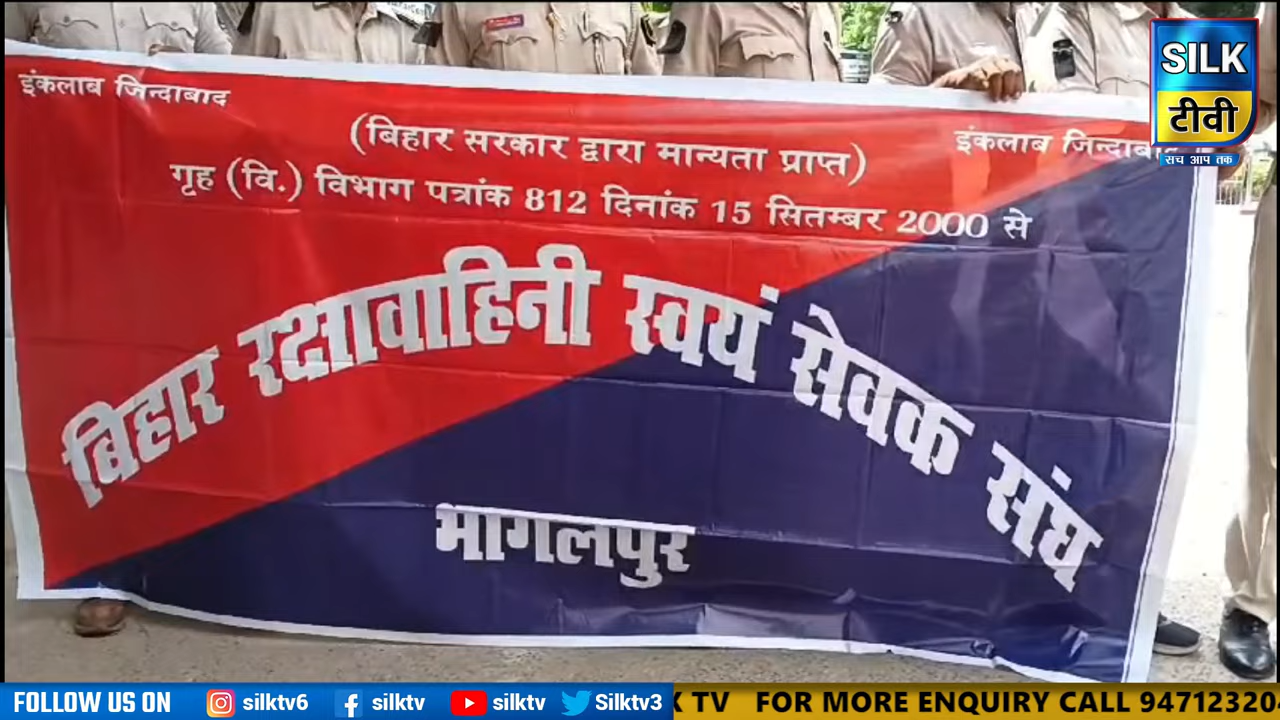 इंकलाब जिन्दाबाद
(बिहार सरकार द्वारा मान्यता प्राप्त)
इंकलाब
गृह (वि.) विभाग पत्रांक 812 दिनांक 15 सितम्बर 2000 से
बिहार रक्षावाहिनी स्वयं सेवक संघ
भागलपुर
SILK
टीवी
सच आप तक
FOLLOW US ON silktv6 silktv silktv Silktv3
TV FOR MORE ENQUIRY CALL 94712320